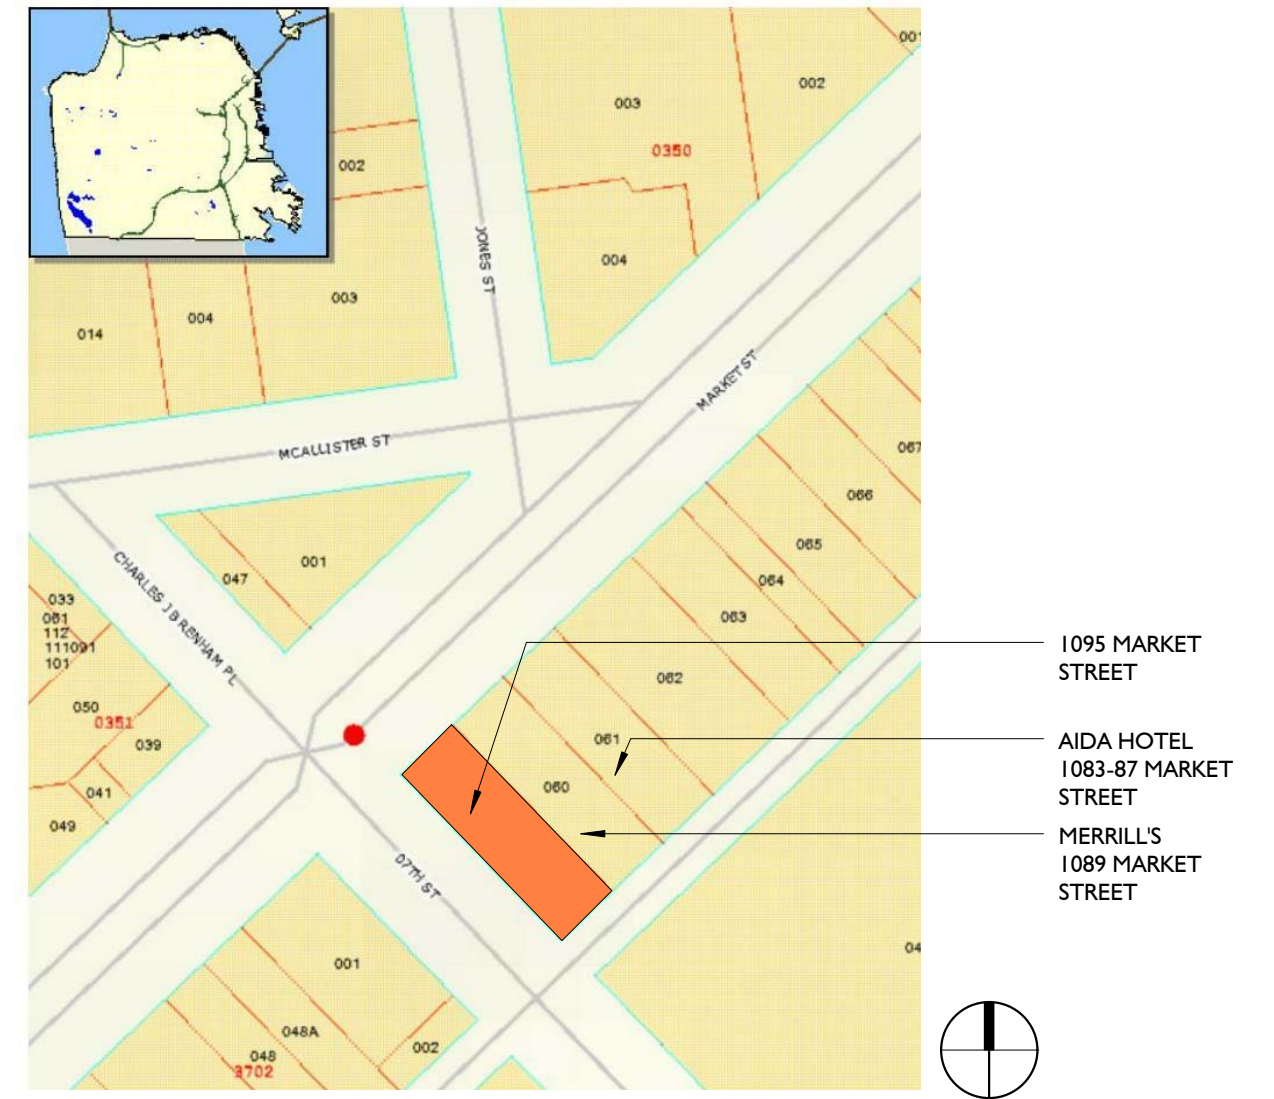 001
002
003
0350
002
JONES ST
004
003
004
014
MARKET ST
MCALLISTER ST
067
066
065
064
063
001
047
CHARLES J BRENHAM PL
033
061
112
111091
101
050
0351
039
041
049
062
061
060
1095 MARKET
STREET
AIDA HOTEL
1083-87 MARKET
STREET
MERRILL'S
1089 MARKET
STREET
07TH ST
04
001
048A
048
002
3702